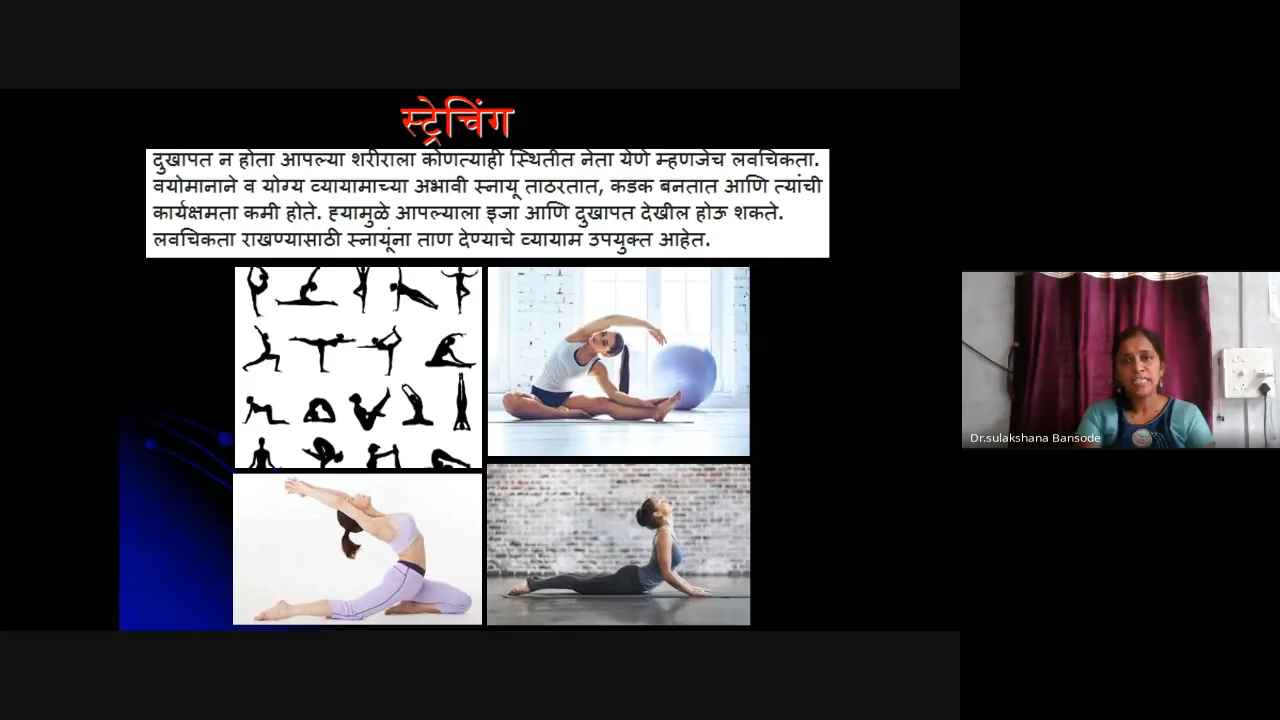 स्ट्रेचिंग
दुखापत न होता आपल्या शरीराला कोणत्याही स्थितीत नेता येणे म्हणजेच लवचिकता.
वयोमानाने व योग्य व्यायामाच्या अभावी स्नायू ताठरतात, कडक बनतात आणि त्यांची
कार्यक्षमता कमी होते. ह्यामुळे आपल्याला इजा आणि दुखापत देखील होऊ शकते.
लवचिकता राखण्यासाठी स्नायूंना ताण देण्याचे व्यायाम उपयुक्त आहेत.
Dr.sulakshana Bansode